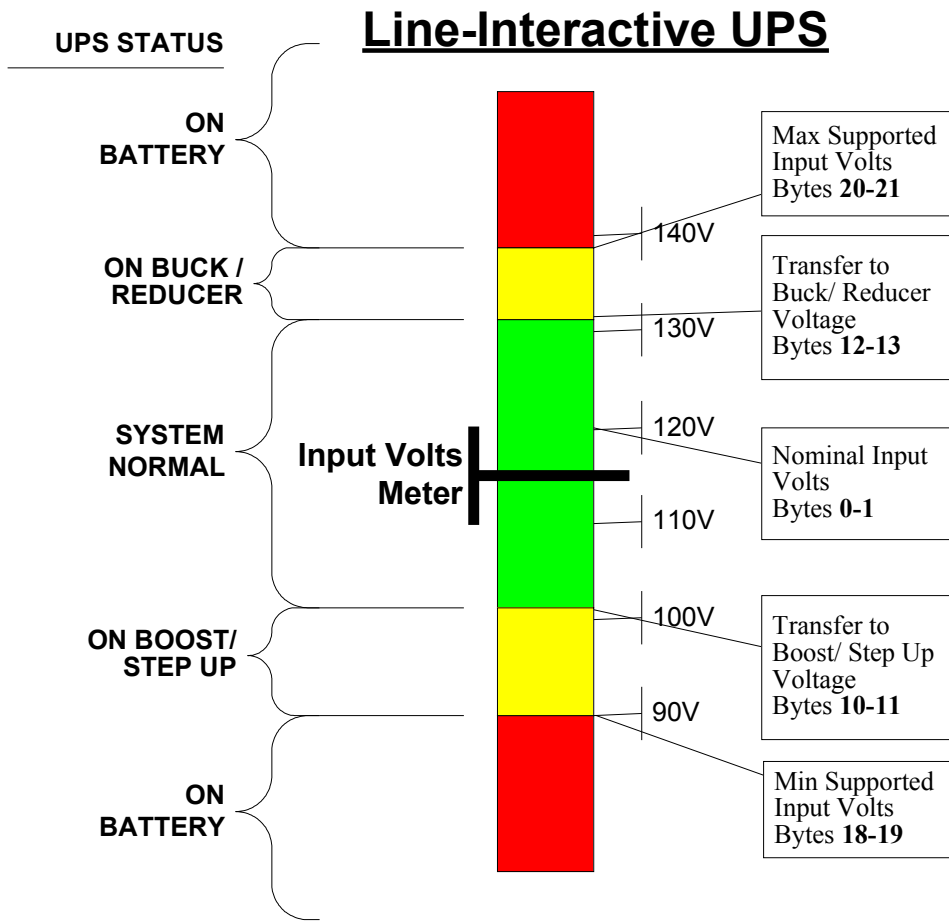 Line-Interactive UPS
UPS STATUS
ON
BATTERY
ON BUCK /
REDUCER
SYSTEM
NORMAL
ON BOOST/
STEP UP
ON
BATTERY
Input Volts
Meter
140V
130V
120V
110V
100V
90V
Max Supported
Input Volts
Bytes 20-21
Transfer to
Buck/ Reducer
Voltage
Bytes 12-13
Nominal Input
Volts
Bytes 0-1
Transfer to
Boost/ Step Up
Voltage
Bytes 10-11
Min Supported
Input Volts
Bytes 18-19